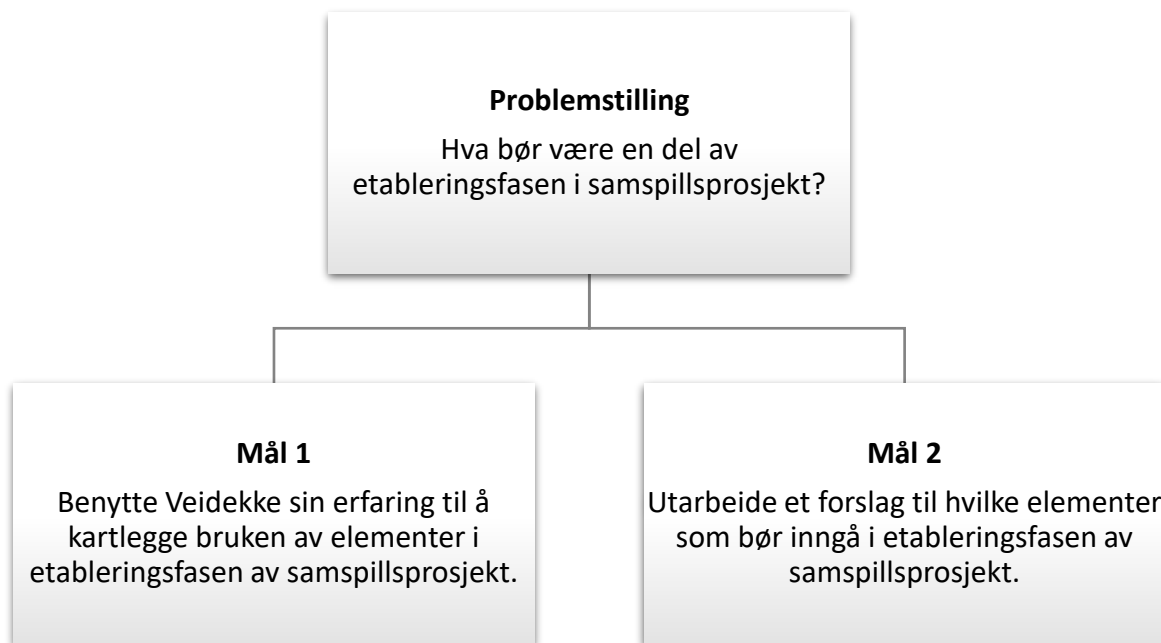 Problemstilling
Hva bør være en del av
etableringsfasen i samspillsprosjekt?
Mål 1
Benytte Veidekke sin erfaring til å
kartlegge bruken av elementer i
etableringsfasen av samspillsprosjekt.
Mål 2
Utarbeide et forslag til hvilke elementer
som bør inngå i etableringsfasen av
samspillsprosjekt.